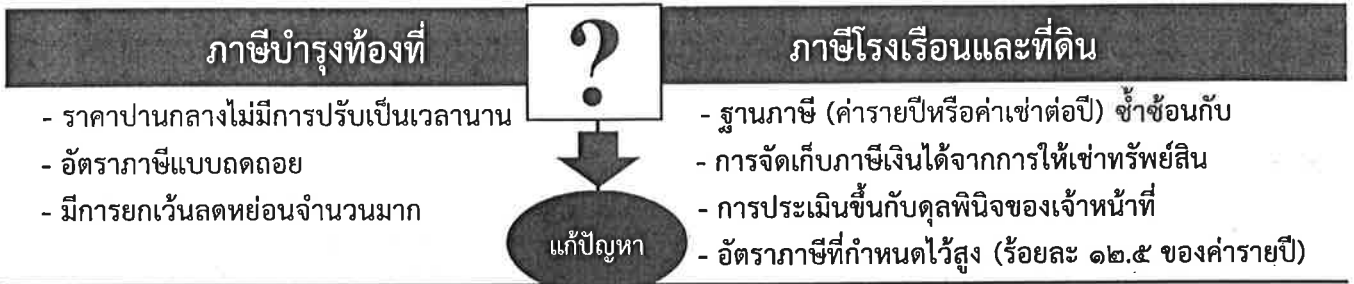 ภาษีบำรุงท้องที่
- ราคาปานกลางไม่มีการปรับเป็นเวลานาน
- อัตราภาษีแบบถดถอย
- มีการยกเว้นลดหย่อนจำนวนมาก
?
แก้ปัญหา
ภาษีโรงเรือนและที่ดิน
- ฐานภาษี (ค่ารายปีหรือค่าเช่าต่อปี) ซ้ำซ้อนกับ
- การจัดเก็บภาษีเงินได้จากการให้เช่าทรัพย์สิน
- การประเมินขึ้นกับดุลพินิจของเจ้าหน้าที่
- อัตราภาษีที่กำหนดไว้สูง (ร้อยละ ๑๒.๕ ของค่ารายปี)